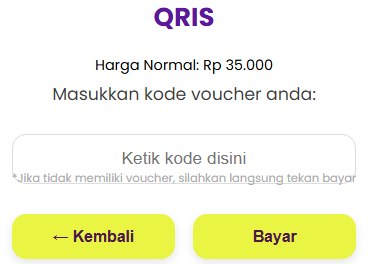 QRIS
Harga Normal: Rp 35.000
Masukkan kode voucher anda:
Ketik kode disini
*Jika tidak memiliki voucher, silahkan langsung tekan bayar
← Kembali
Bayar